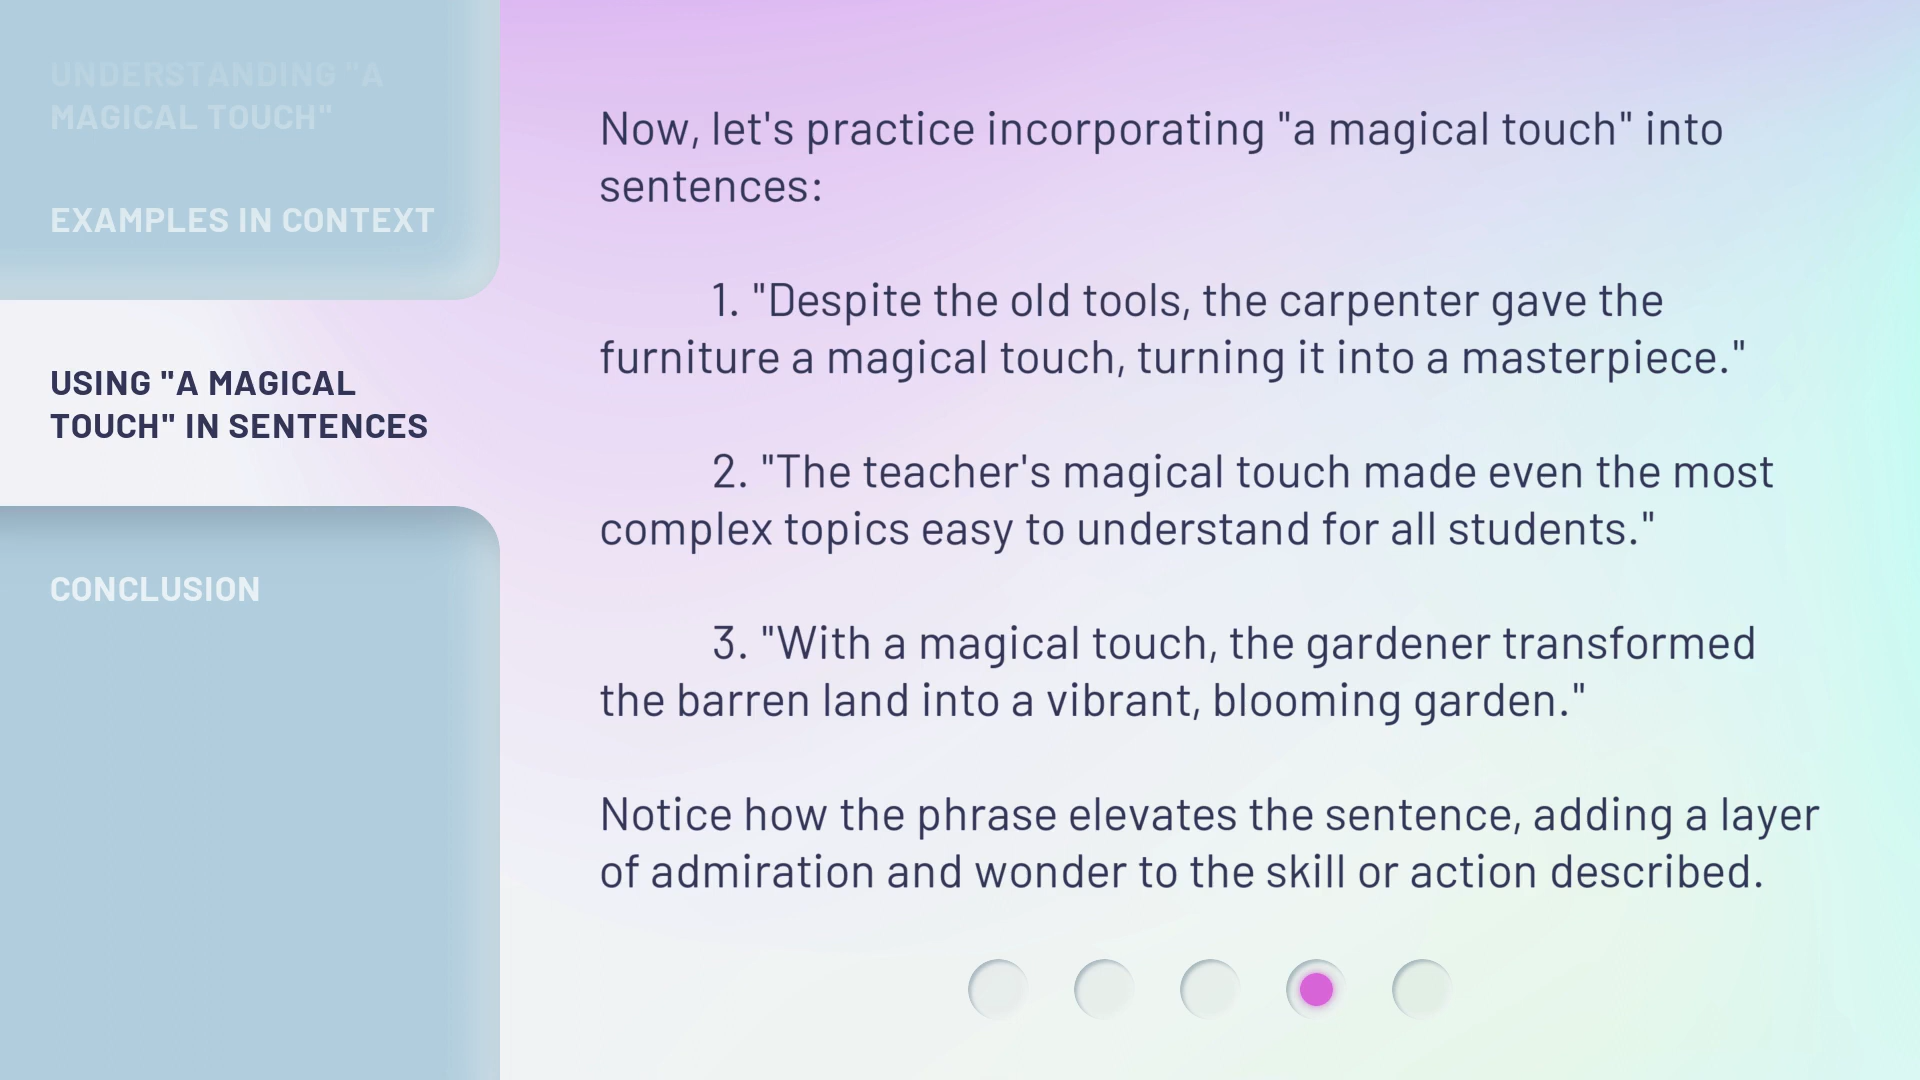 UNDERSTANDING "A
MAGICAL TOUCH"
EXAMPLES IN CONTEXT
USING "A MAGICAL
TOUCH" IN SENTENCES
CONCLUSION
Now, let's practice incorporating "a magical touch" into
sentences:
1. "Despite the old tools, the carpenter gave the
furniture a magical touch, turning it into a masterpiece."
2. "The teacher's magical touch made even the most
complex topics easy to understand for all students."
3. "With a magical touch, the gardener transformed
the barren land into a vibrant, blooming garden."
Notice how the phrase elevates the sentence, adding a layer
of admiration and wonder to the skill or action described.